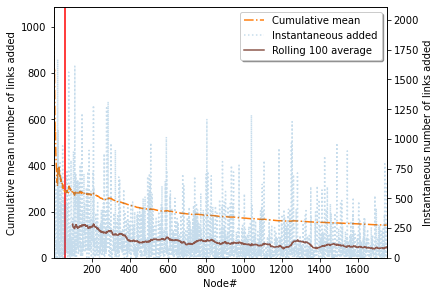 Cumulative mean number of links added
1000
800
600
400
200
0
Cumulative mean
Instantaneous added
Rolling 100 average
2000
1750
1500
1250
1000
750
500
250
0
Instantaneous number of links added
200 400 600 800 1000 1200 1400 1600
Node#